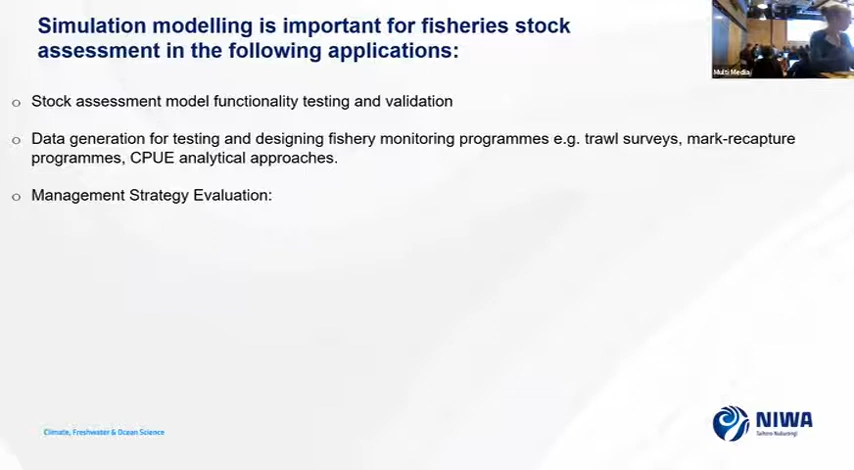 Simulation modelling is important for fisheries stock
assessment in the following applications:
Multi Media
o Stock assessment model functionality testing and validation
o Data generation for testing and designing fishery monitoring programmes e.g. trawl surveys, mark-recapture
programmes, CPUE analytical approaches.
o Management Strategy Evaluation:
Climate, Freshwater & Ocean Science
NIWA
Taihoro Nukurangi